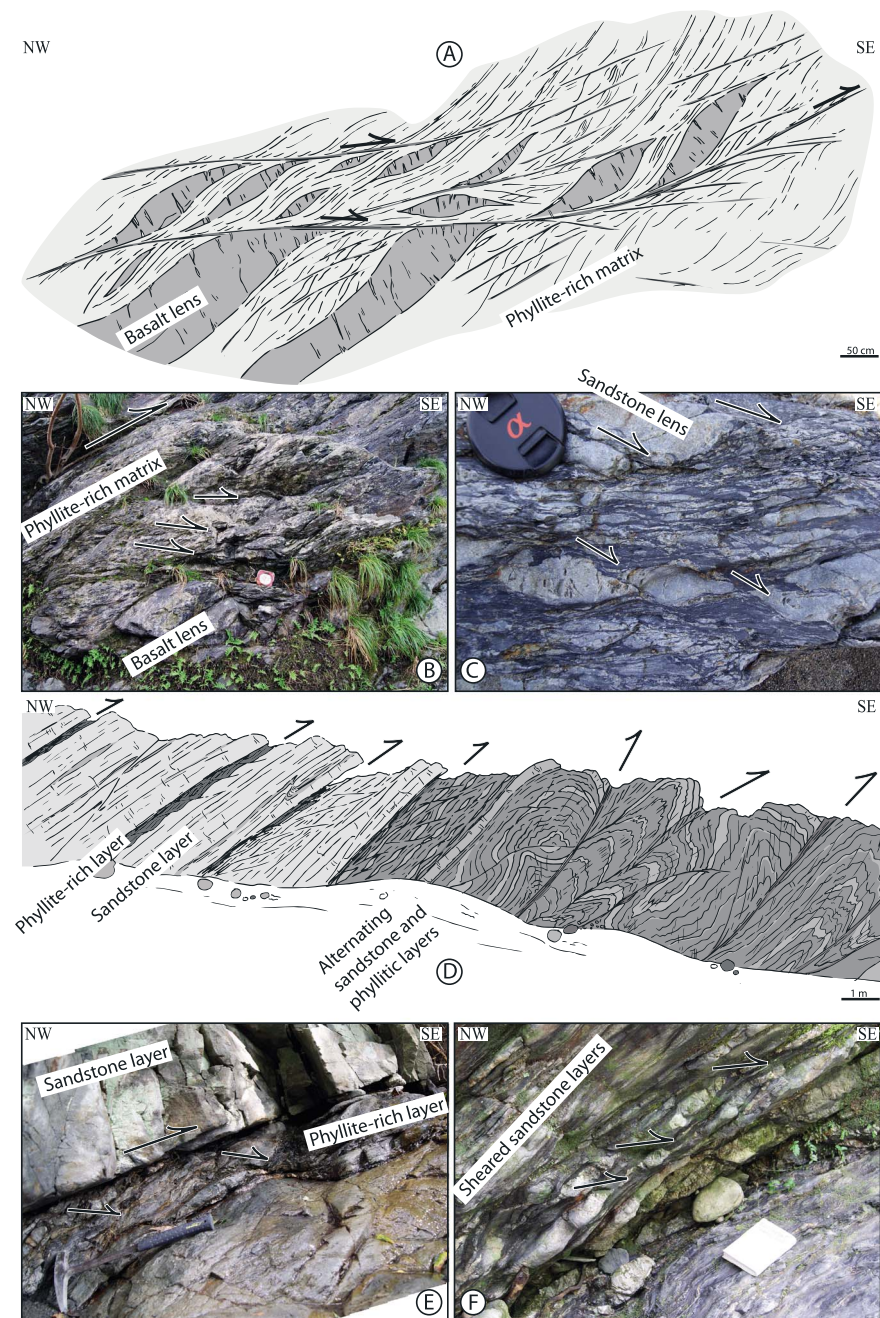 NW
A
SE
Basalt lens
Phyllite-rich matrix
50 cm
NW
SE
Phyllite-rich matrix
Basalt lens
B
NW
Sandstone lens
SE
α
C
NW
SE
Phyllite-rich layer
Sandstone layer
Alternating
sandstone and
phyllitic layers
D
1 m
NW
SE
Sandstone layer
Phyllite-rich layer
E
NW
SE
Sheared sandstone layers
F